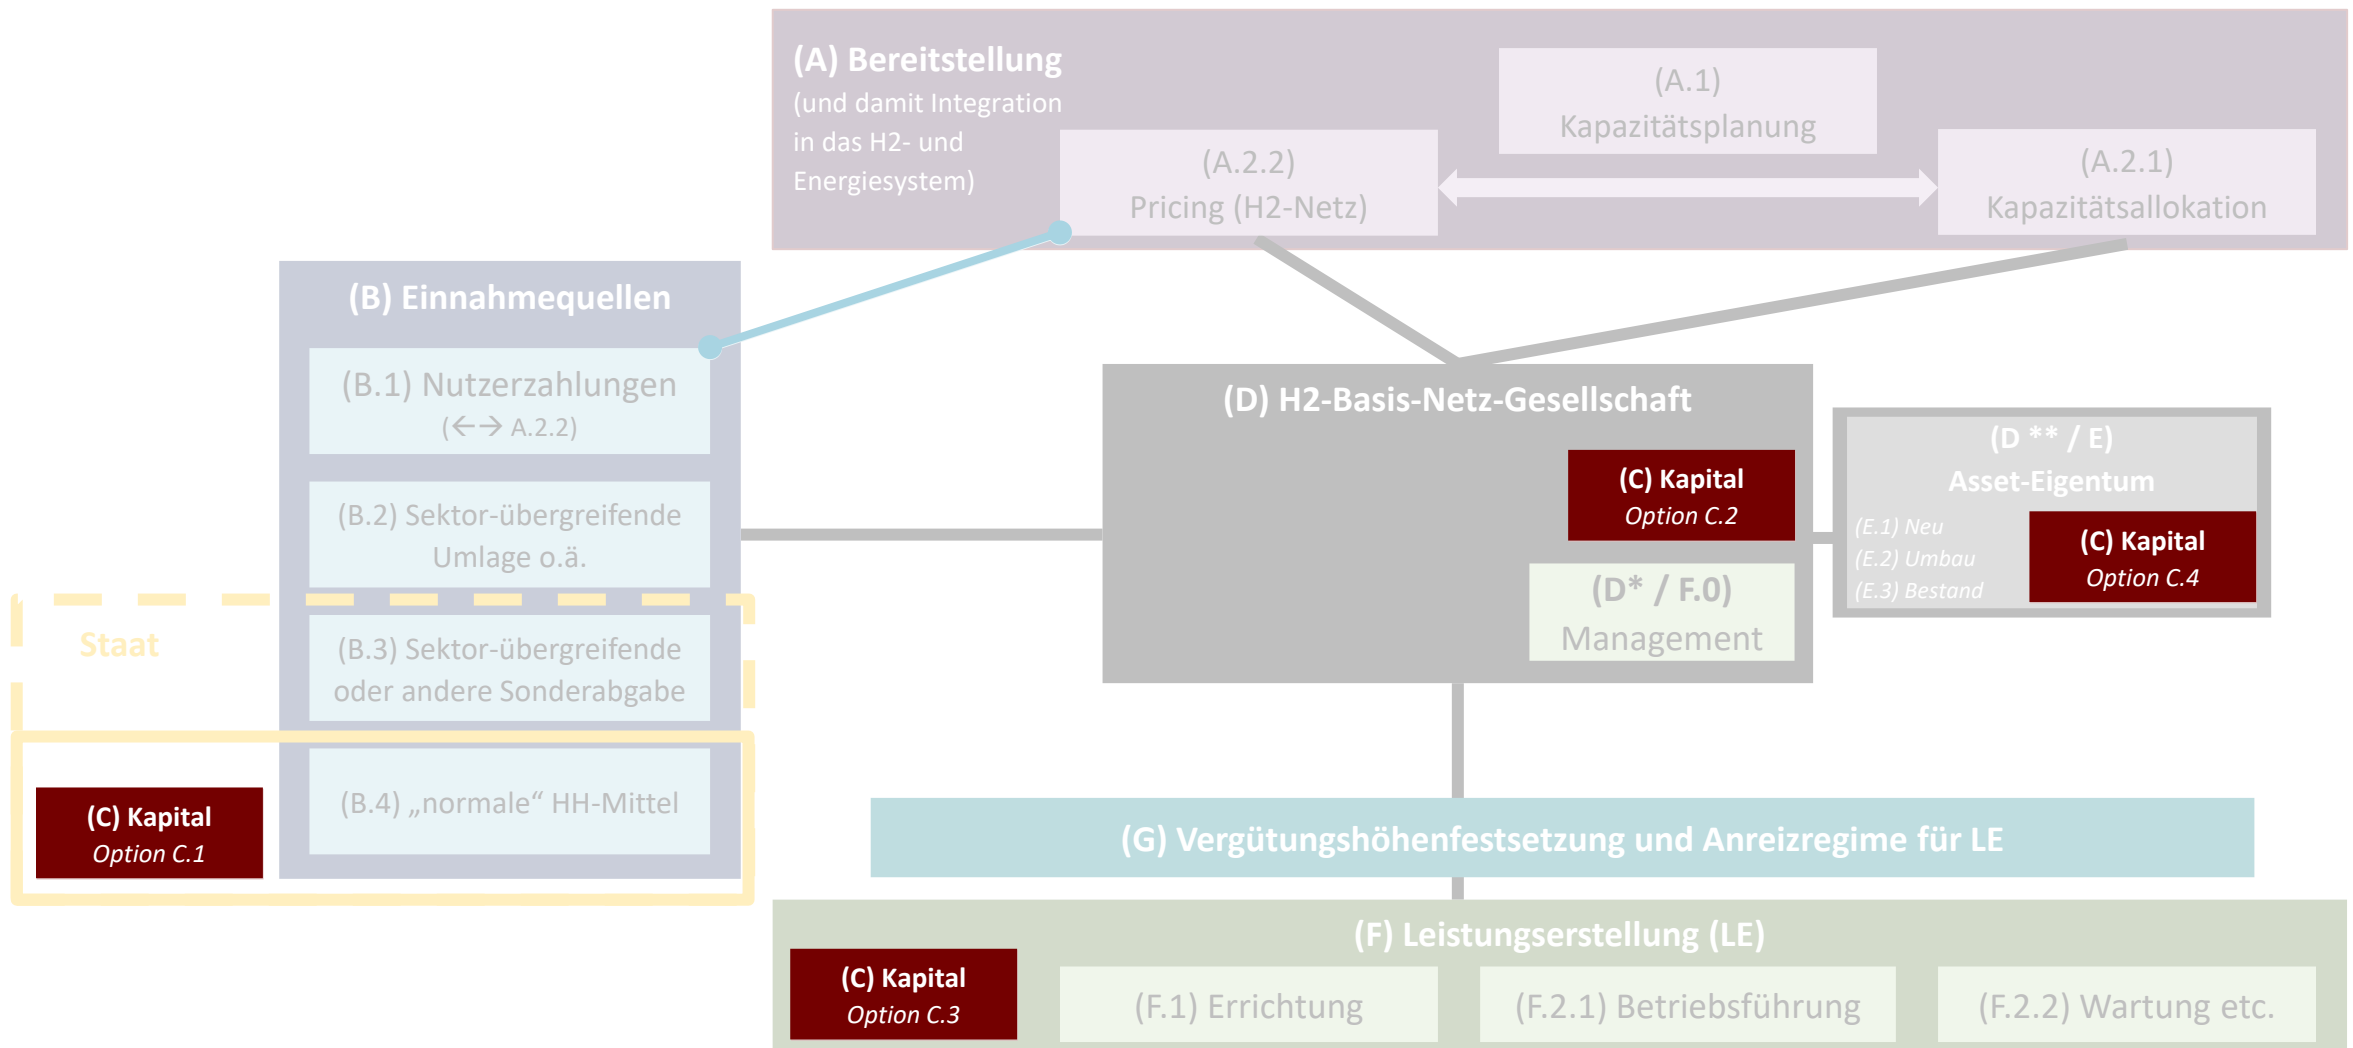 (A) Bereitstellung
(und damit Integration
in das H2- und
Energiesystem)
(A.1)
Kapazitätsplanung
(A.2.2)
Pricing (H2-Netz)
(A.2.1)
Kapazitätsallokation
(B) Einnahmequellen
(B.1) Nutzerzahlungen
(←→ A.2.2)
(B.2) Sektor-übergreifende
Umlage o.ä.
Staat
(B.3) Sektor-übergreifende
oder andere Sonderabgabe
(B.4) „normale“ HH-Mittel
(C) Kapital
Option C.1
(D) H2-Basis-Netz-Gesellschaft
(C) Kapital
Option C.2
(D* / F.0)
Management
(D ** / E)
Asset-Eigentum
(E.1) Neu
(E.2) Umbau
(E.3) Bestand
(C) Kapital
Option C.4
(G) Vergütungshöhenfestsetzung und Anreizregime für LE
(F) Leistungserstellung (LE)
(C) Kapital
Option C.3
(F.1) Errichtung
(F.2.1) Betriebsführung
(F.2.2) Wartung etc.